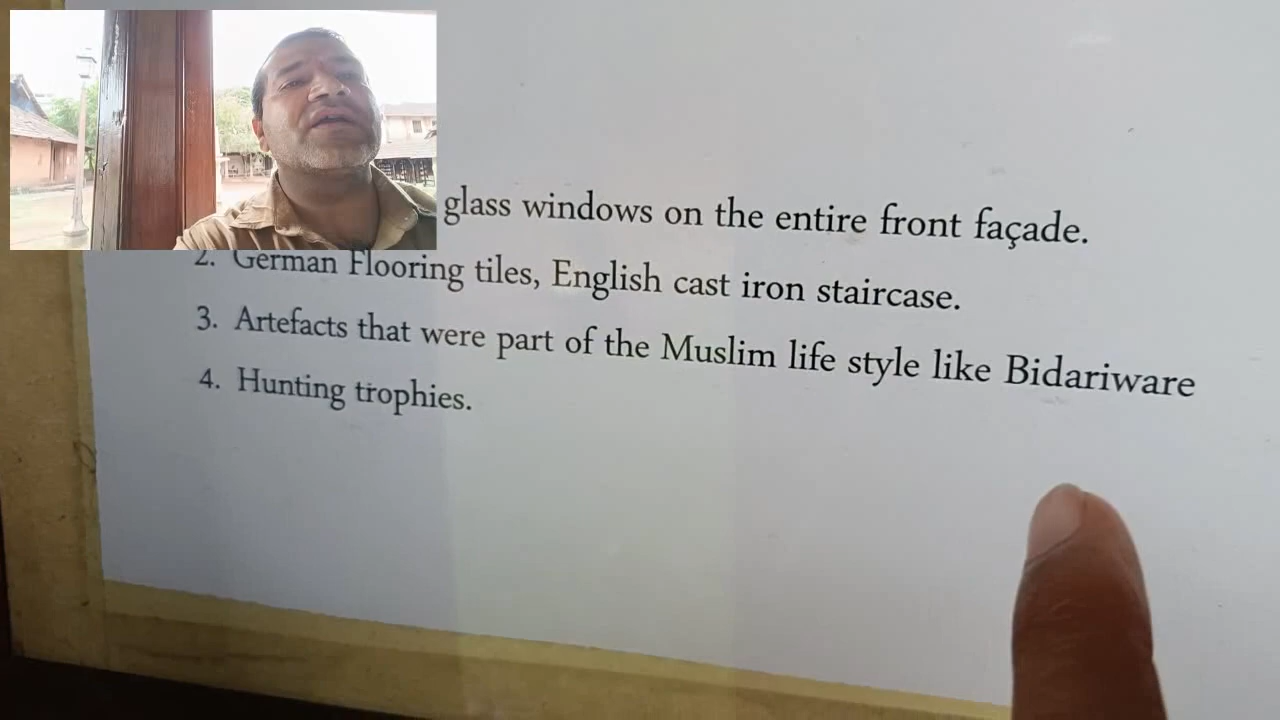 glass windows on the entire front façade.
2. German Flooring tiles, English cast iron staircase.
3. Artefacts that were part of the Muslim life style like Bidariware
4. Hunting trophies.